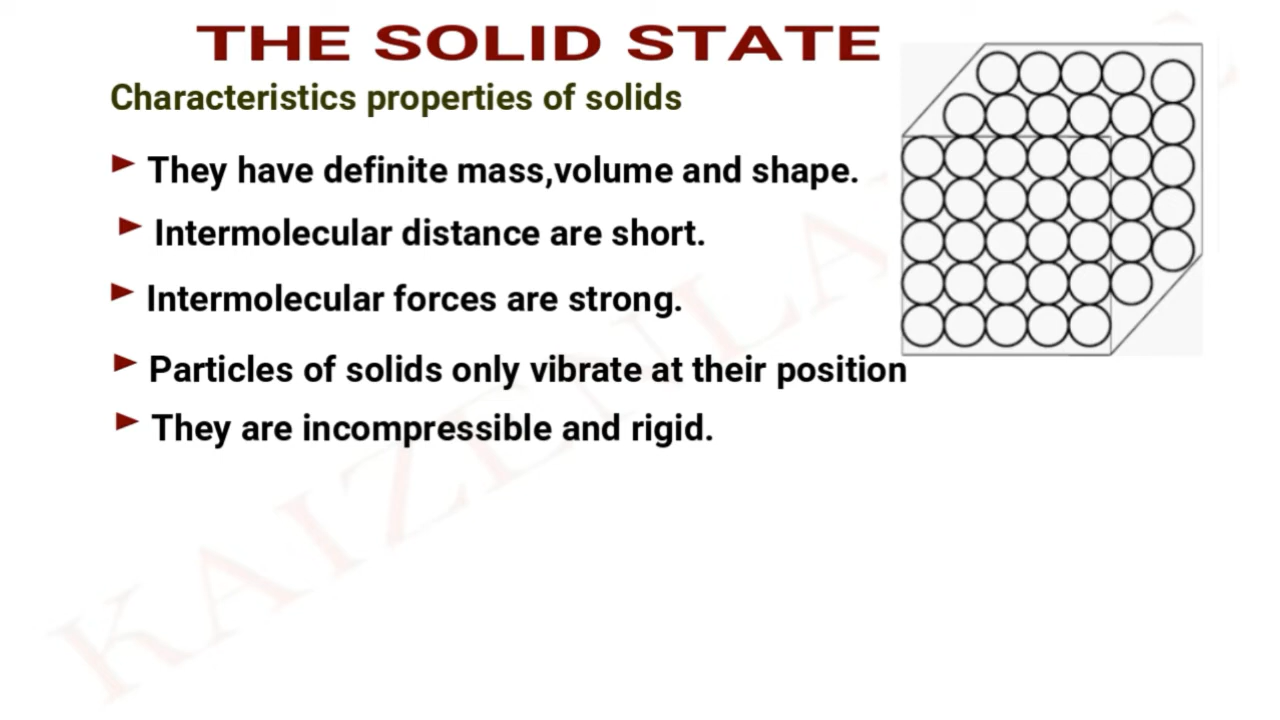 THE SOLID STATE
Characteristics properties of solids
They have definite mass,volume and shape.
Intermolecular distance are short.
Intermolecular forces are strong.
Particles of solids only vibrate at their position
They are incompressible and rigid.